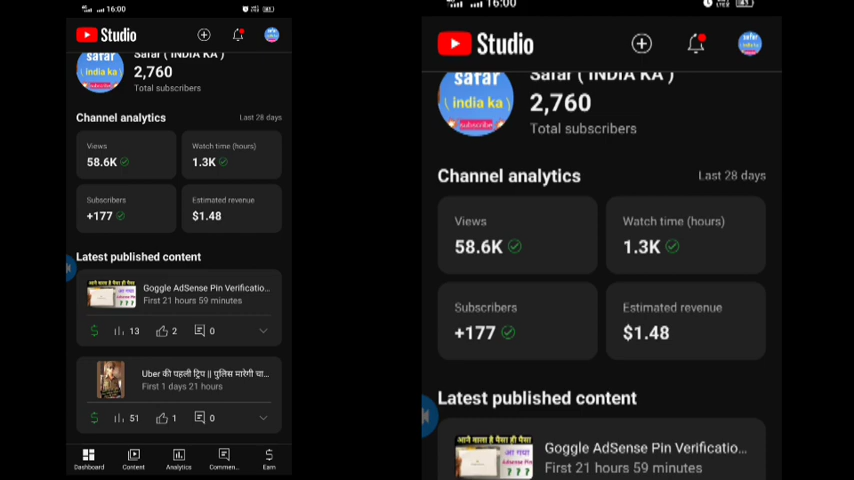 16:00
Studio
Safar ( INDIA KA )
2,760
Total subscribers
safar
( india ka )
subscribe
Channel analytics
Last 28 days
Views
58.6K
Watch time (hours)
1.3K
Subscribers
+177
Estimated revenue
$1.48
Latest published content
Goggle AdSense Pin Verificatio...
First 21 hours 59 minutes
13
2
0
Uber की पहली ट्रिप || पुलिस मारेगी चा...
First 1 days 21 hours
51
1
0
Dashboard
Content
Analytics
Commen...
Earn
16:00
Studio
Safar ( INDIA KA )
2,760
Total subscribers
safar
( india ka )
subscribe
Channel analytics
Last 28 days
Views
58.6K
Watch time (hours)
1.3K
Subscribers
+177
Estimated revenue
$1.48
Latest published content
आने वाला है पैसा ही पैसा
आ गया
Adsense Pin
? ? ?
Goggle AdSense Pin Verificatio...
First 21 hours 59 minutes